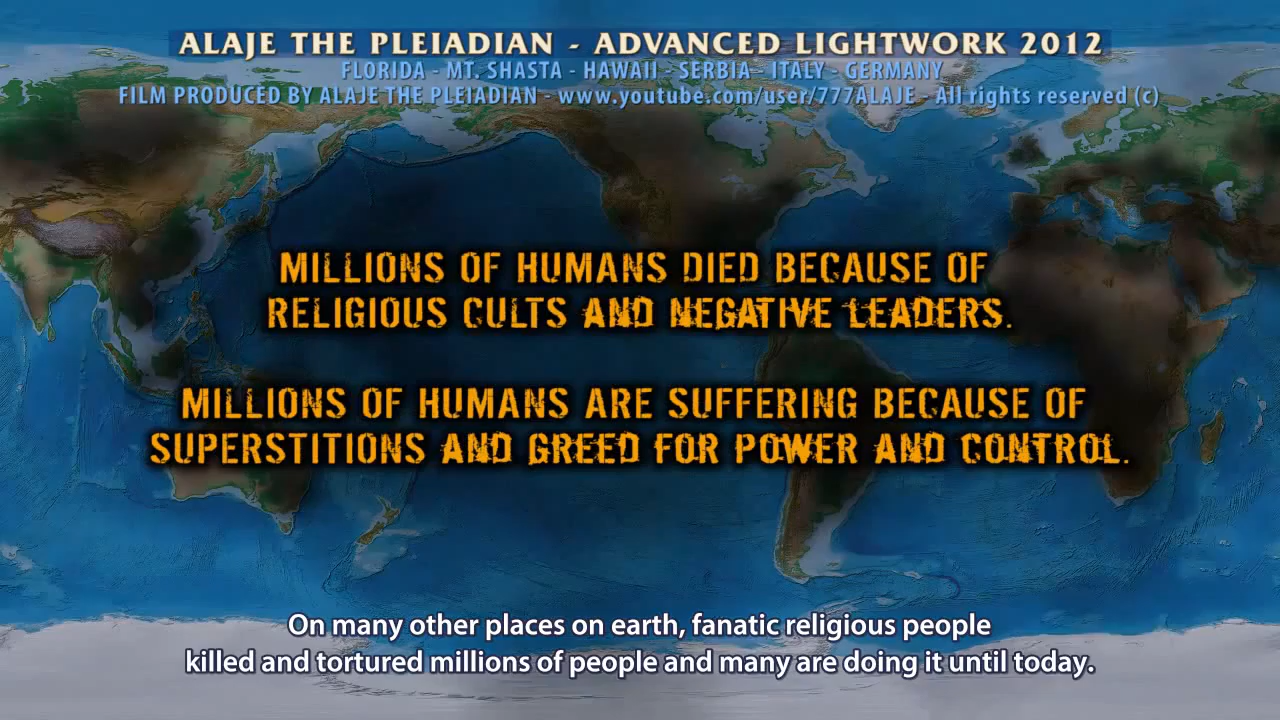 ALAJE THE PLEIADIAN - ADVANCED LIGHTWORK 2012
FLORIDA - MT. SHASTA - HAWAII - SERBIA - ITALY - GERMANY
FILM PRODUCED BY ALAJE THE PLEIADIAN - www.youtube.com/user/777ALAJE - All rights reserved (c)
MILLIONS OF HUMANS DIED BECAUSE OF
RELIGIOUS CULTS AND NEGATIVE LEADERS.
MILLIONS OF HUMANS ARE SUFFERING BECAUSE OF
SUPERSTITIONS AND GREED FOR POWER AND CONTROL.
On many other places on earth, fanatic religious people
killed and tortured millions of people and many are doing it until today.